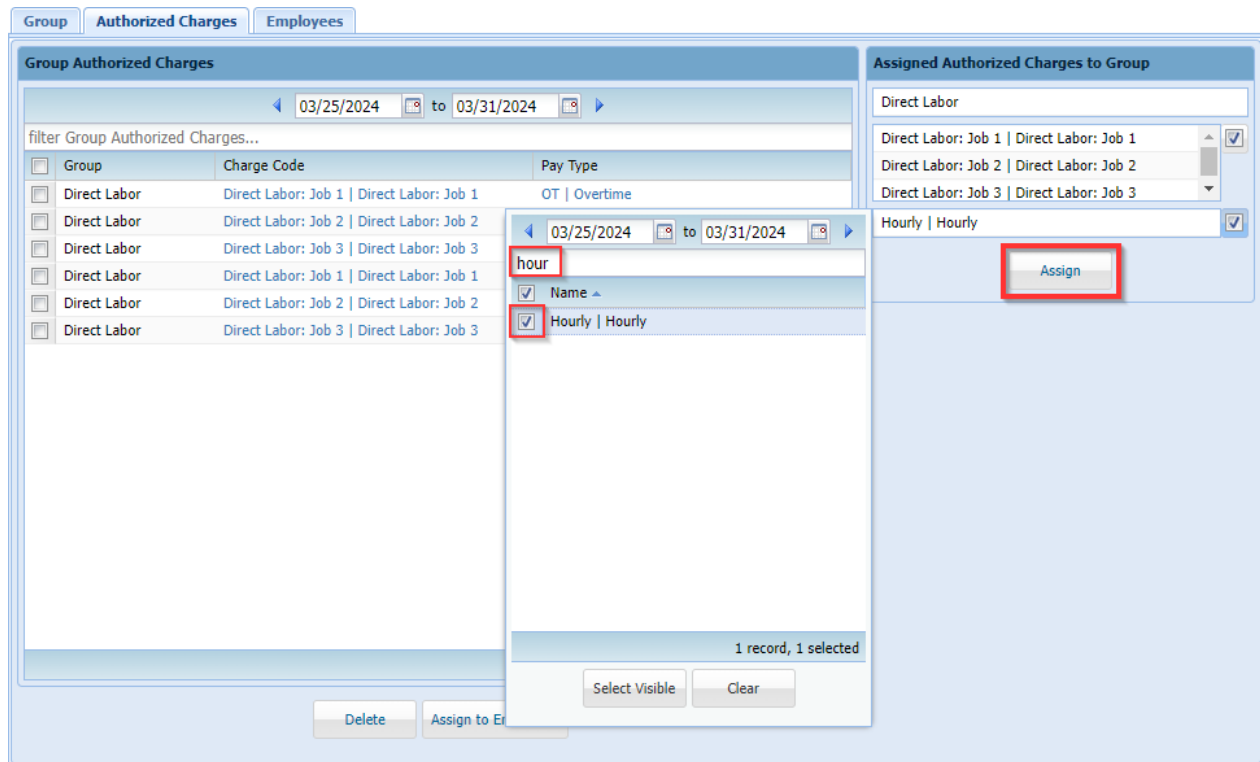 Group Authorized Charges Employees
Group Authorized Charges
03/25/2024 to 03/31/2024
filter Group Authorized Charges...
Group Charge Code Pay Type
Direct Labor Direct Labor: Job 1 | Direct Labor: Job 1 OT | Overtime
Direct Labor Direct Labor: Job 2 | Direct Labor: Job 2
Direct Labor Direct Labor: Job 3 | Direct Labor: Job 3
Direct Labor Direct Labor: Job 1 | Direct Labor: Job 1
Direct Labor Direct Labor: Job 2 | Direct Labor: Job 2
Direct Labor Direct Labor: Job 3 | Direct Labor: Job 3
Delete Assign to
03/25/2024 to 03/31/2024
hour
Name
Hourly | Hourly
1 record, 1 selected
Select Visible Clear
Assigned Authorized Charges to Group
Direct Labor
Direct Labor: Job 1 | Direct Labor: Job 1
Direct Labor: Job 2 | Direct Labor: Job 2
Direct Labor: Job 3 | Direct Labor: Job 3
Hourly | Hourly
Assign